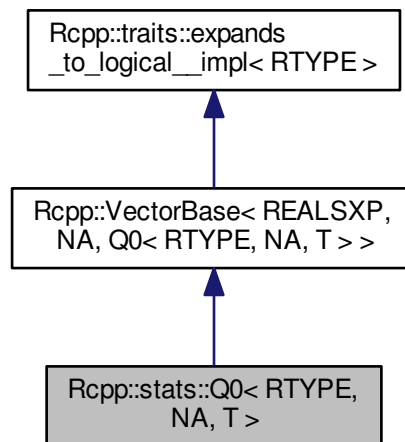 Rcpp::traits::expands
_to_logical__impl< RTYPE >
Rcpp::VectorBase< REALSXP,
NA, Q0< RTYPE, NA, T > >
Rcpp::stats::Q0< RTYPE,
NA, T >